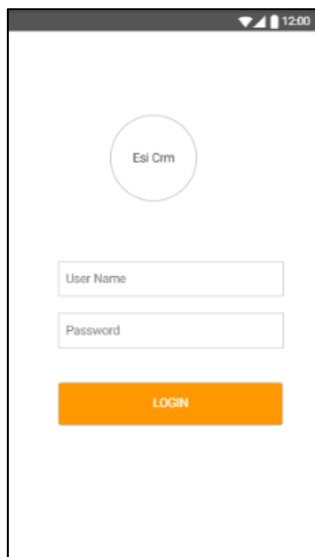 12:00
Esi Crm
User Name
Password
LOGIN